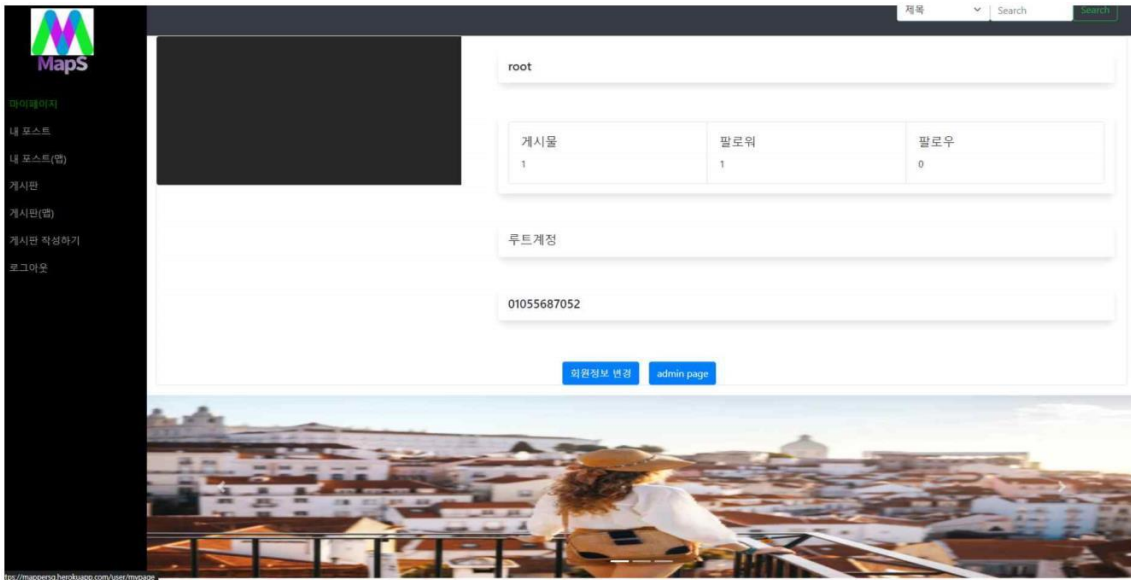 제목
Search
Search
MapS
마이페이지
내 포스트
내 포스트(맵)
게시판
게시판(맵)
게시판 작성하기
로그아웃
root
게시물
팔로워
팔로우
1
1
0
루트계정
01055687052
회원정보 변경
admin page
tps://mappersg.herokuapp.com/user/mypage